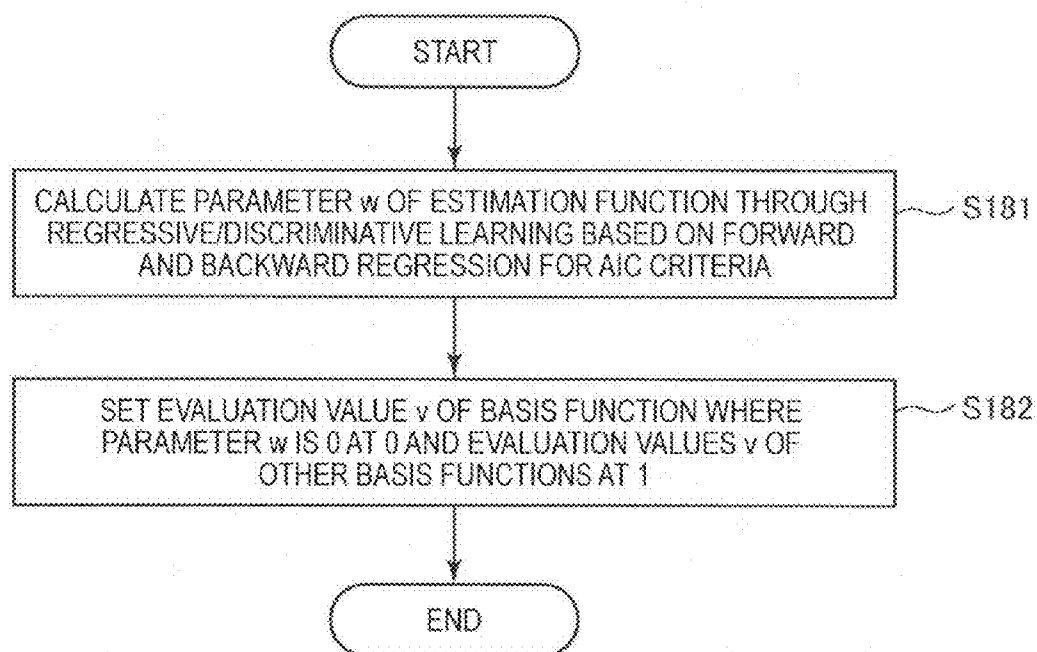 START
CALCULATE PARAMETER w OF ESTIMATION FUNCTION THROUGH
REGRESSIVE/DISCRIMINATIVE LEARNING BASED ON FORWARD
AND BACKWARD REGRESSION FOR AIC CRITERIA
S181
SET EVALUATION VALUE v OF BASIS FUNCTION WHERE
PARAMETER w IS 0 AT 0 AND EVALUATION VALUES v OF
OTHER BASIS FUNCTIONS AT 1
S182
END